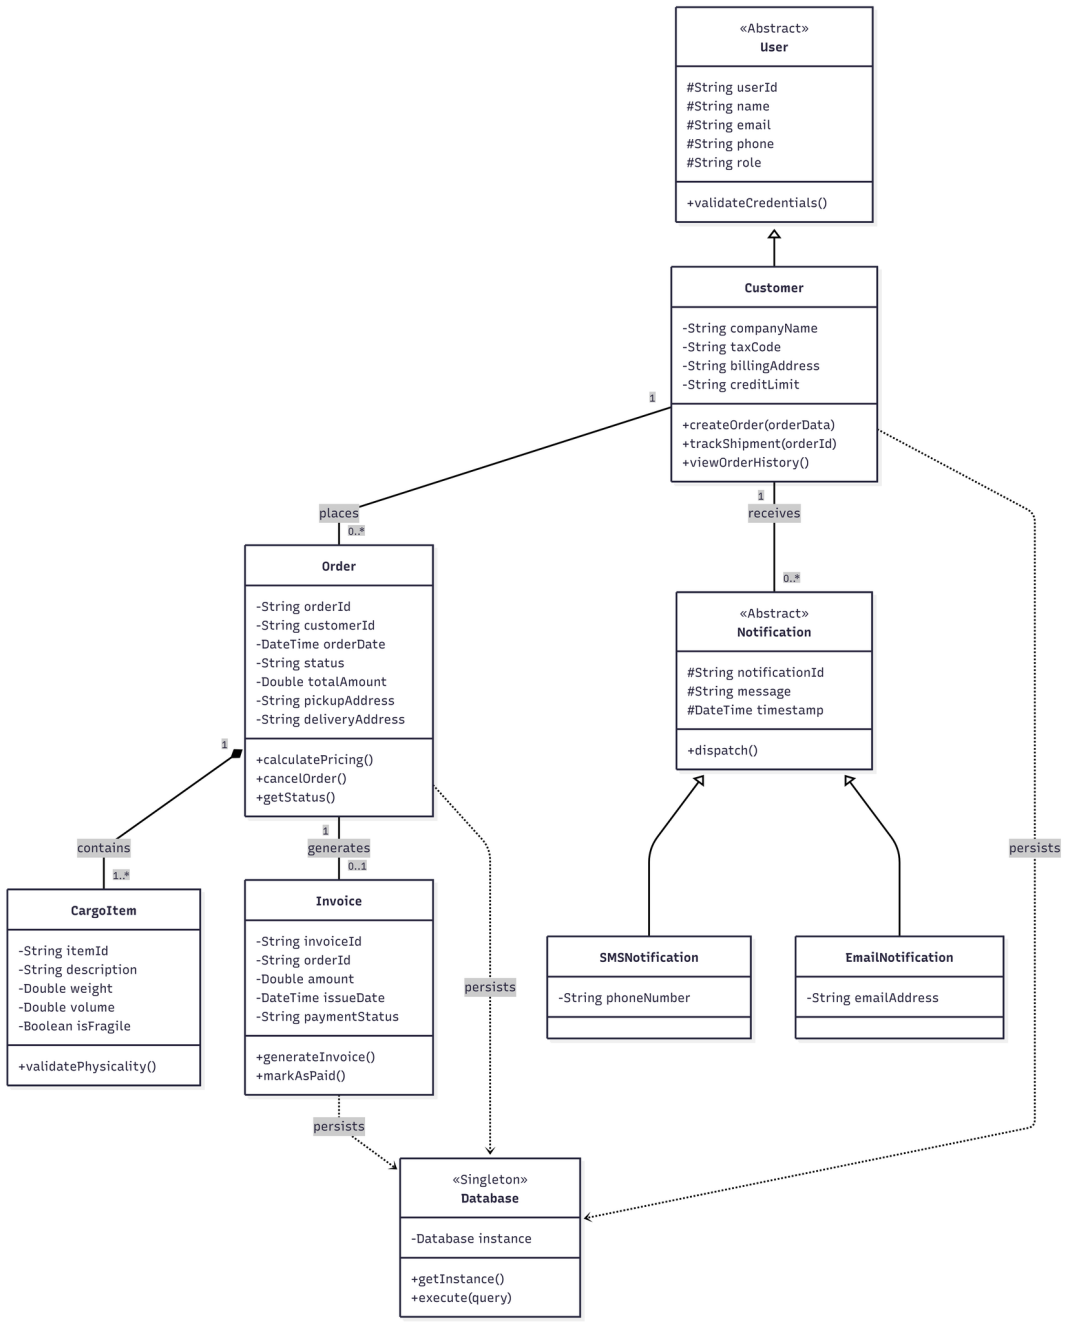 «Abstract»
User
#String userId
#String name
#String email
#String phone
#String role
+validateCredentials()
Customer
-String companyName
-String taxCode
-String billingAddress
-String creditLimit
+createOrder(orderData)
+trackShipment(orderId)
+viewOrderHistory()
1
places
0..*
1
receives
0..*
Order
-String orderId
-String customerId
-DateTime orderDate
-String status
-Double totalAmount
-String pickupAddress
-String deliveryAddress
+calculatePricing()
+cancelOrder()
+getStatus()
«Abstract»
Notification
#String notificationId
#String message
#DateTime timestamp
+dispatch()
1
contains
1..*
1
generates
0..1
persists
CargoItem
-String itemId
-String description
-Double weight
-Double volume
-Boolean isFragile
+validatePhysicality()
Invoice
-String invoiceId
-String orderId
-Double amount
-DateTime issueDate
-String paymentStatus
+generateInvoice()
+markAsPaid()
persists
SMSNotification
-String phoneNumber
EmailNotification
-String emailAddress
persists
«Singleton»
Database
-Database instance
+getInstance()
+execute(query)